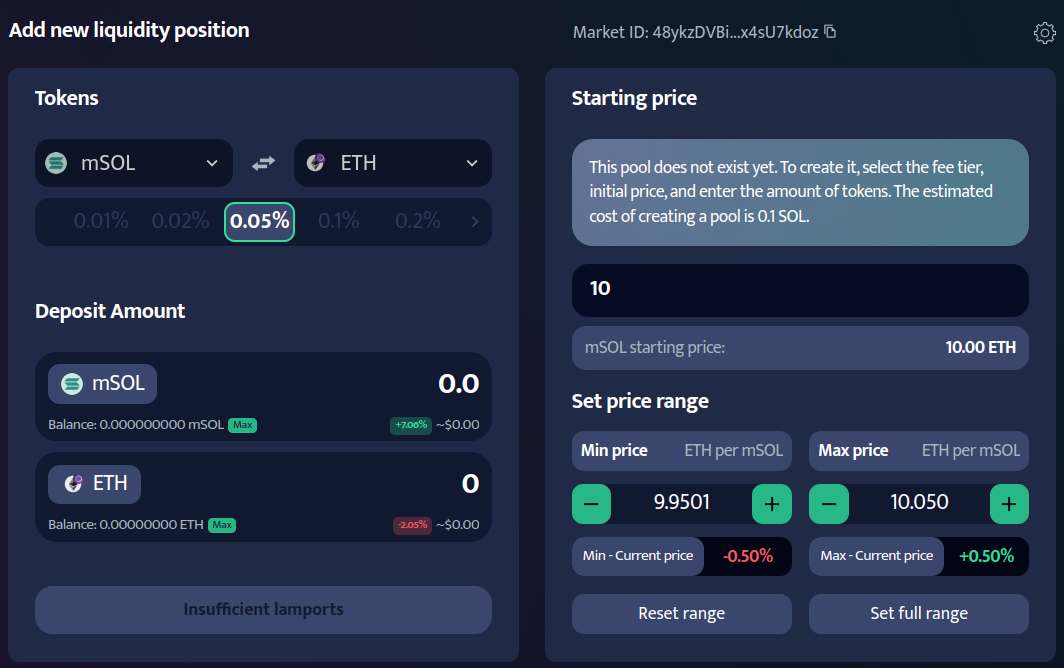 Add new liquidity position
Market ID: 48ykzDVBi...x4sU7kdoz
Tokens
mSOL
ETH
0.01% 0.02% 0.05% 0.1% 0.2%
Deposit Amount
mSOL
0.0
Balance: 0.000000000 mSOL Max
+7.06% ~$0.00
ETH
0
Balance: 0.00000000 ETH Max
-2.05% ~$0.00
Insufficient lamports
Starting price
This pool does not exist yet. To create it, select the fee tier,
initial price, and enter the amount of tokens. The estimated
cost of creating a pool is 0.1 SOL.
10
mSOL starting price:
10.00 ETH
Set price range
Min price ETH per mSOL
Max price ETH per mSOL
− 9.9501 +
− 10.050 +
Min - Current price -0.50%
Max - Current price +0.50%
Reset range
Set full range